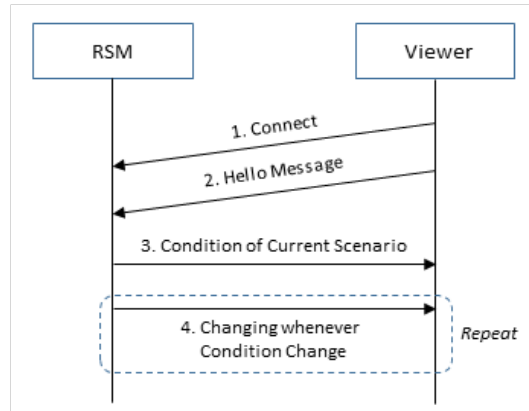 RSM
Viewer
1. Connect
2. Hello Message
3. Condition of Current Scenario
4. Changing whenever
Condition Change
Repeat